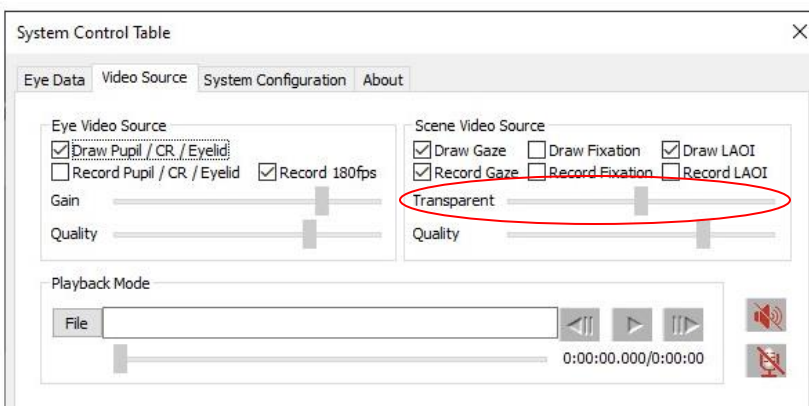 System Control Table
Eye Data Video Source System Configuration About
Eye Video Source
Draw Pupil / CR / Eyelid
Record Pupil / CR / Eyelid Record 180fps
Gain
Quality
Scene Video Source
Draw Gaze Draw Fixation Draw LAOI
Record Gaze Record Fixation Record LAOI
Transparent
Quality
Playback Mode
File
0:00:00.000/0:00:00